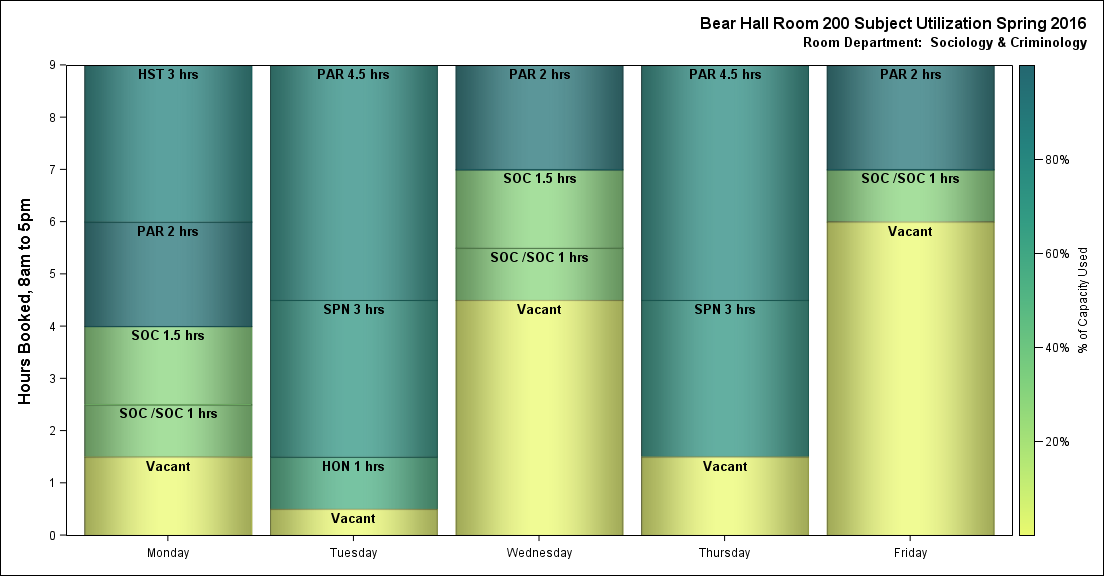 Bear Hall Room 200 Subject Utilization Spring 2016
Room Department:  Sociology & Criminology
Hours Booked, 8am to 5pm
9
8
7
6
5
4
3
2
1
0
HST 3 hrs
PAR 2 hrs
SOC 1.5 hrs
SOC /SOC 1 hrs
Vacant
PAR 4.5 hrs
SPN 3 hrs
HON 1 hrs
Vacant
PAR 2 hrs
SOC 1.5 hrs
SOC /SOC 1 hrs
Vacant
PAR 4.5 hrs
SPN 3 hrs
Vacant
PAR 2 hrs
SOC /SOC 1 hrs
Vacant
Monday
Tuesday
Wednesday
Thursday
Friday
80%
60%
40%
20%
% of Capacity Used